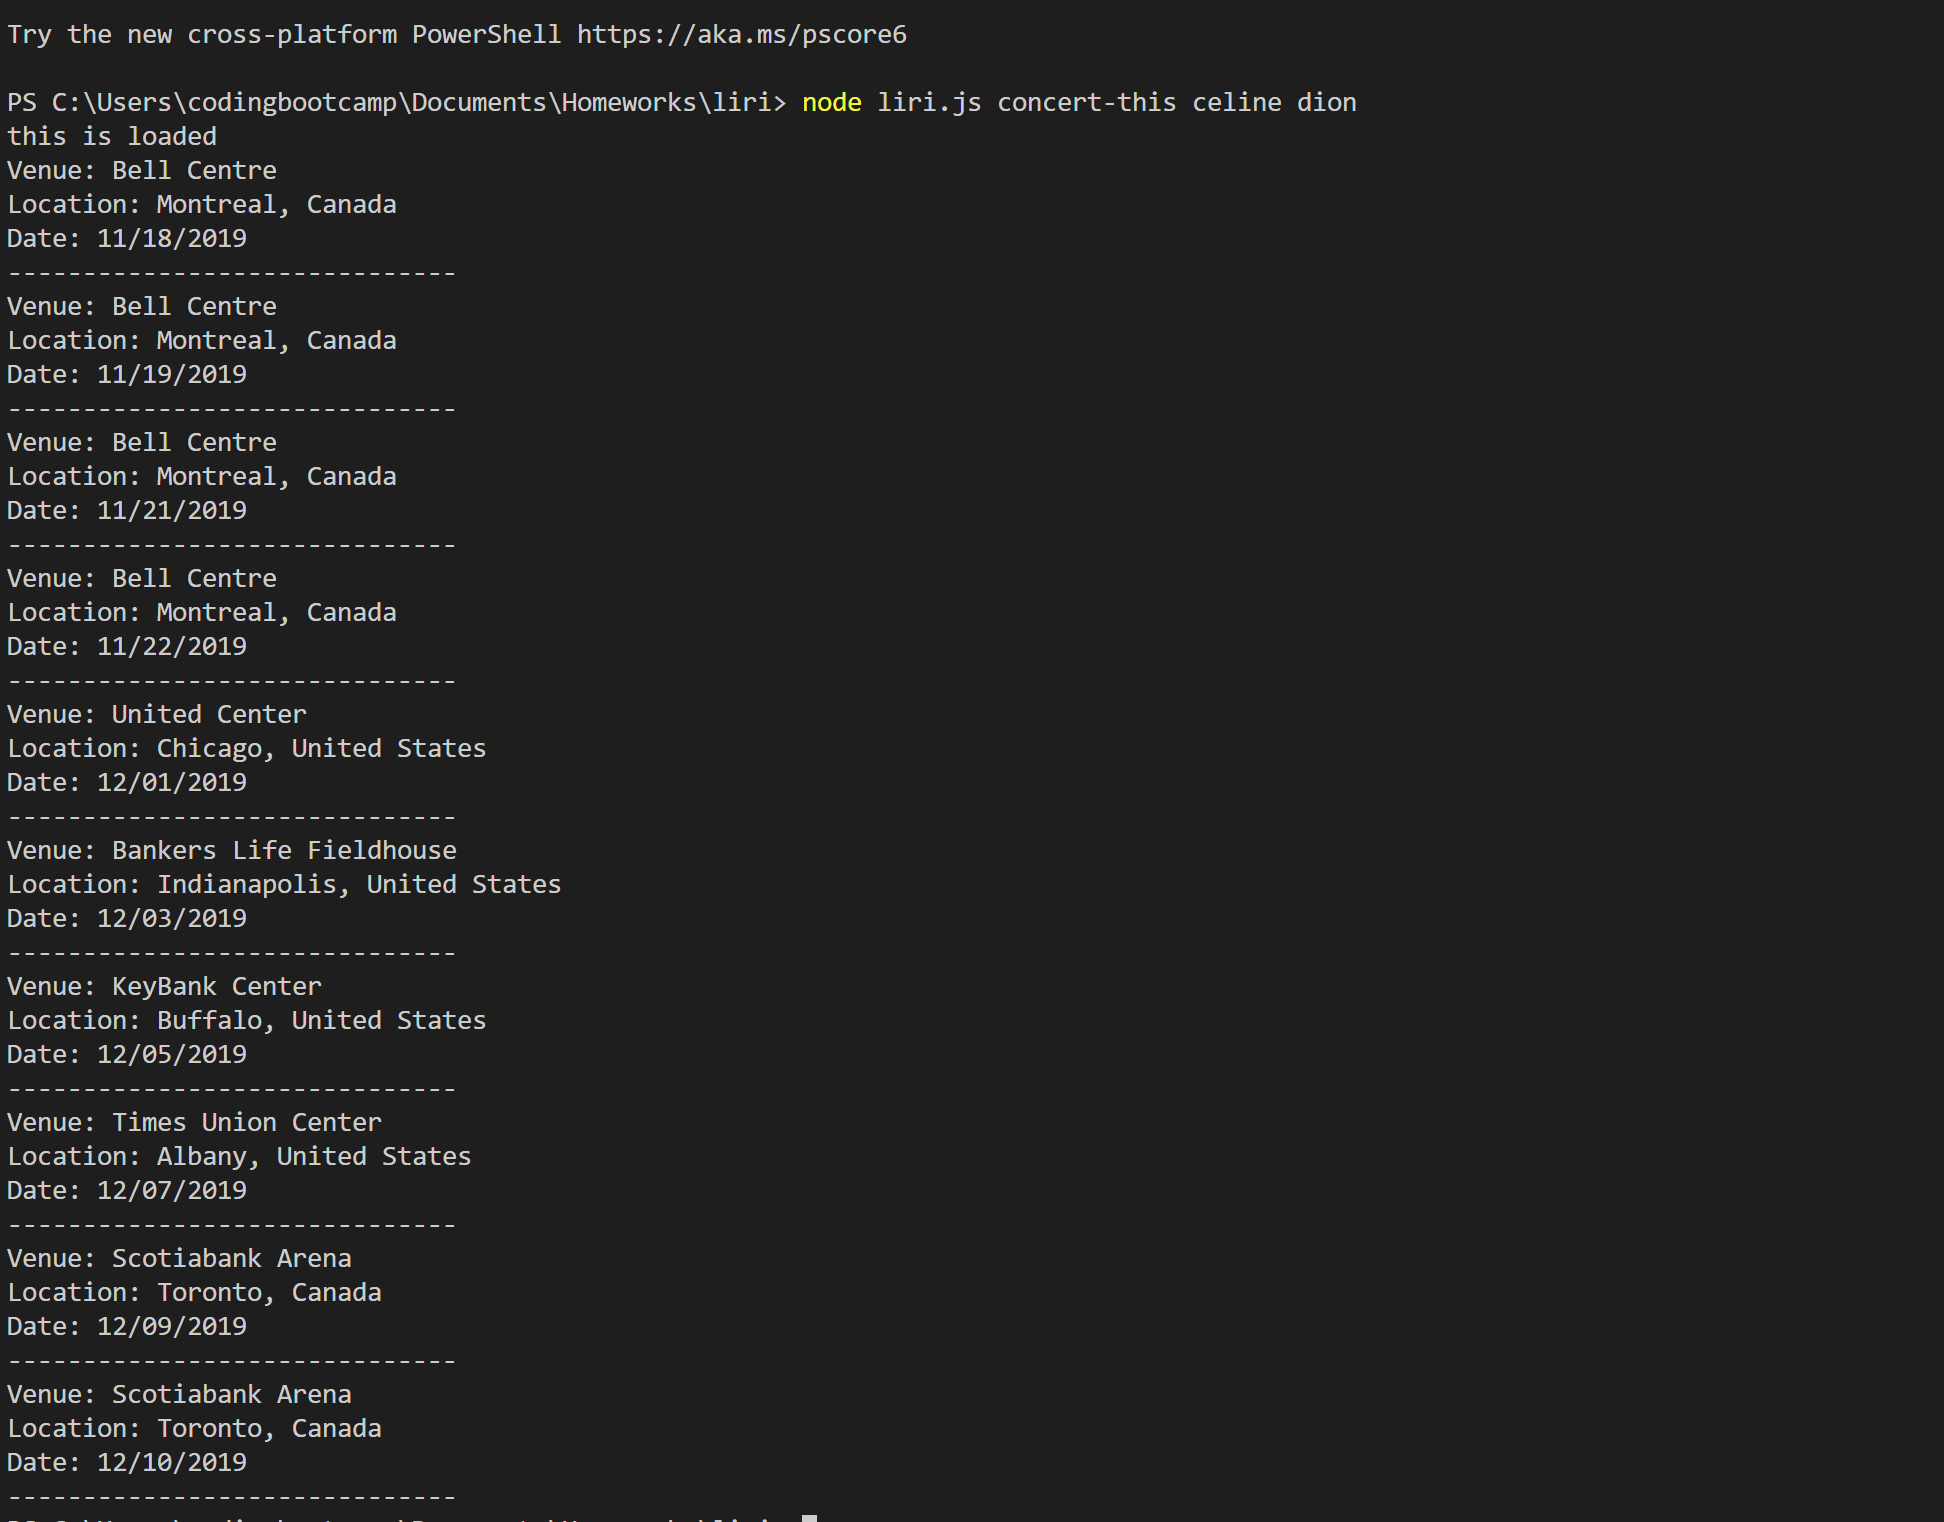 Try the new cross-platform PowerShell https://aka.ms/pscore6
PS C:\Users\codingbootcamp\Documents\Homeworks\liri> node liri.js concert-this celine dion
this is loaded
Venue: Bell Centre
Location: Montreal, Canada
Date: 11/18/2019
------------------------------
Venue: Bell Centre
Location: Montreal, Canada
Date: 11/19/2019
------------------------------
Venue: Bell Centre
Location: Montreal, Canada
Date: 11/21/2019
------------------------------
Venue: Bell Centre
Location: Montreal, Canada
Date: 11/22/2019
------------------------------
Venue: United Center
Location: Chicago, United States
Date: 12/01/2019
------------------------------
Venue: Bankers Life Fieldhouse
Location: Indianapolis, United States
Date: 12/03/2019
------------------------------
Venue: KeyBank Center
Location: Buffalo, United States
Date: 12/05/2019
------------------------------
Venue: Times Union Center
Location: Albany, United States
Date: 12/07/2019
------------------------------
Venue: Scotiabank Arena
Location: Toronto, Canada
Date: 12/09/2019
------------------------------
Venue: Scotiabank Arena
Location: Toronto, Canada
Date: 12/10/2019
------------------------------